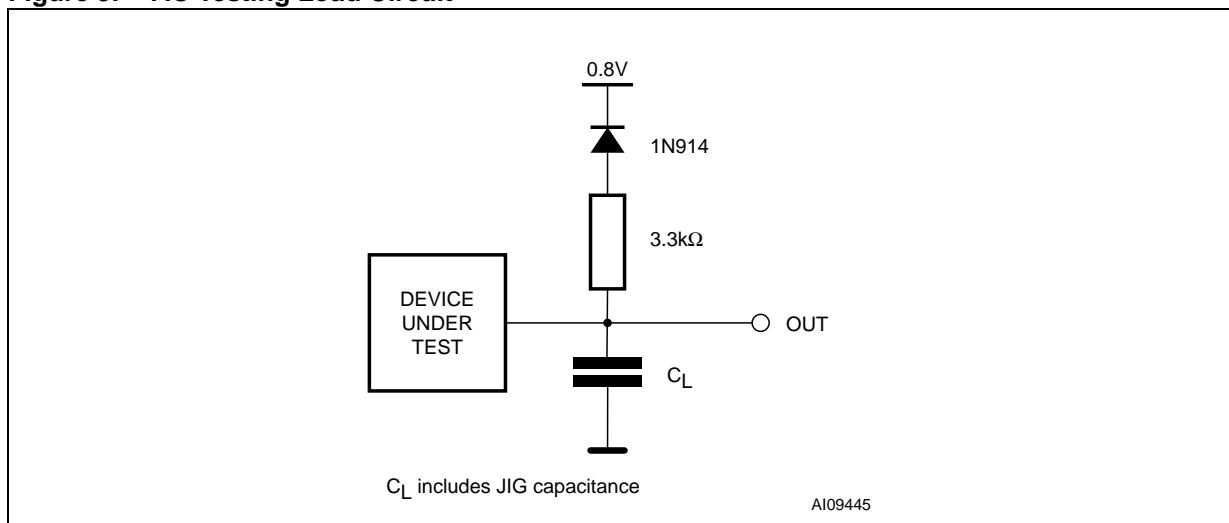 0.8V
1N914
3.3kΩ
DEVICE
UNDER
TEST
OUT
CL
CL includes JIG capacitance
AI09445